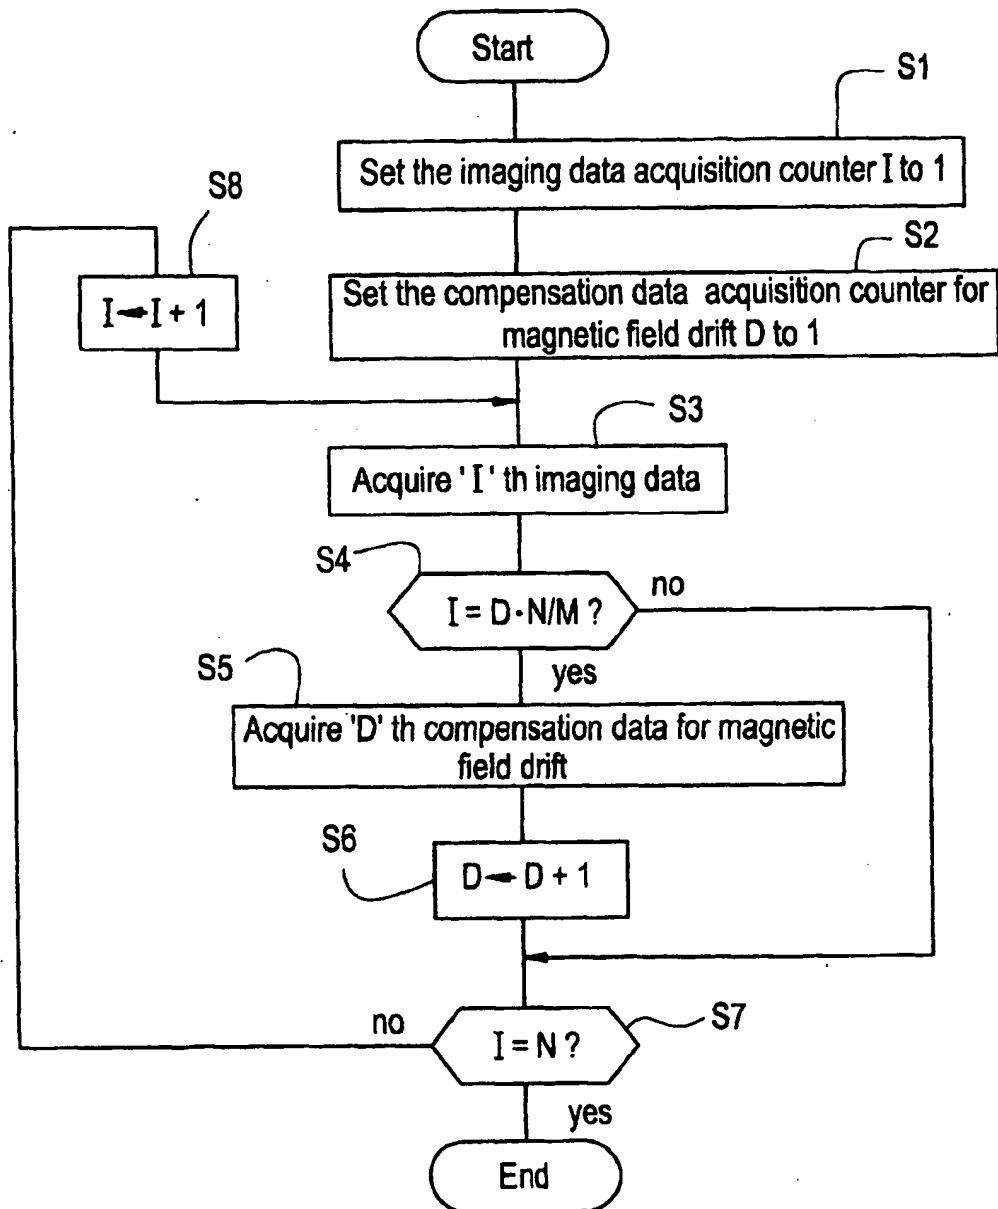 Start
S1
Set the imaging data acquisition counter I to 1
S8
S2
I←I + 1
Set the compensation data acquisition counter for
magnetic field drift D to 1
S3
Acquire ' I ' th imaging data
S4
no
I = D·N/M ?
yes
S5
Acquire 'D' th compensation data for magnetic
field drift
S6
D← D + 1
S7
no
I = N ?
yes
End